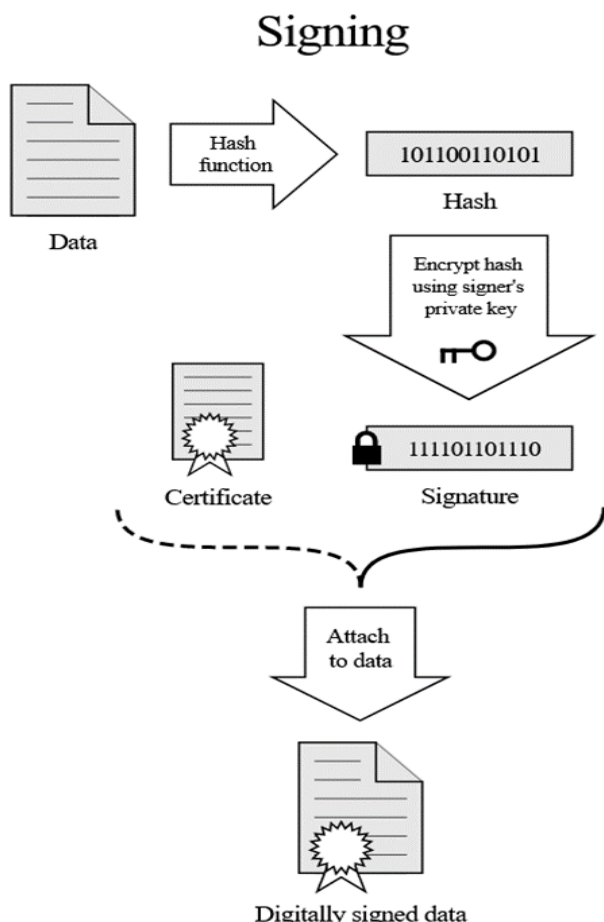 Signing
Hash
function
101100110101
Hash
Data
Encrypt hash
using signer's
private key
111101101110
Certificate
Signature
Attach
to data
Digitally signed data